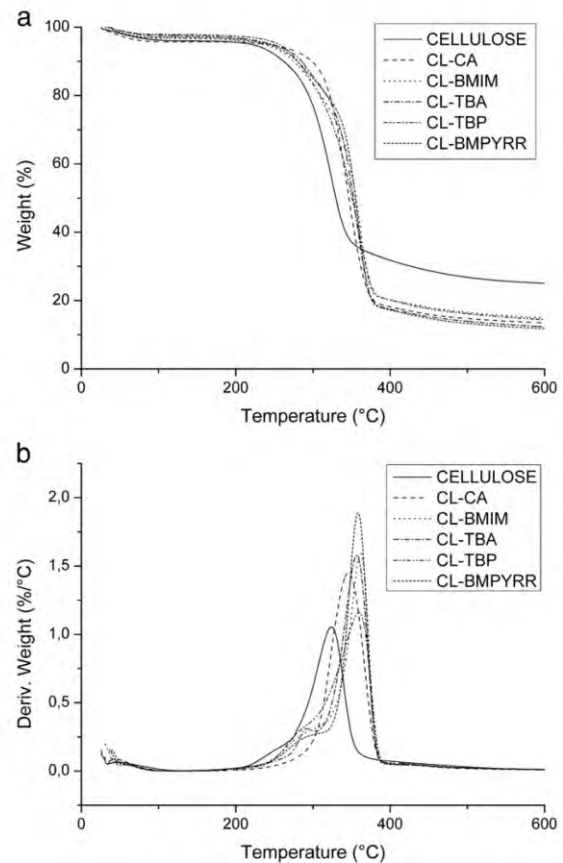 a
100
80
60
40
20
0
Weight (%)
CELLULOSE
CL-CA
CL-BMIM
CL-TBA
CL-TBP
CL-BMPYRR
0 200 400 600
Temperature (°C)
b
2,0
1,5
1,0
0,5
0,0
Deriv. Weight (%/°C)
CELLULOSE
CL-CA
CL-BMIM
CL-TBA
CL-TBP
CL-BMPYRR
0 200 400 600
Temperature (°C)